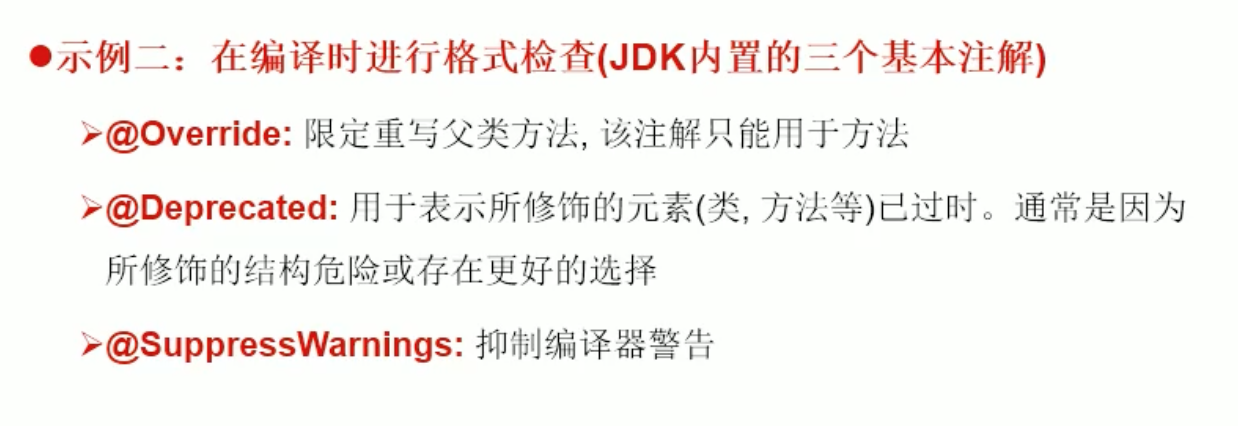 ●示例二：在编译时进行格式检查(JDK内置的三个基本注解)
➢@Override: 限定重写父类方法, 该注解只能用于方法
➢@Deprecated: 用于表示所修饰的元素(类, 方法等)已过时。通常是因为
所修饰的结构危险或存在更好的选择
➢@SuppressWarnings: 抑制编译器警告